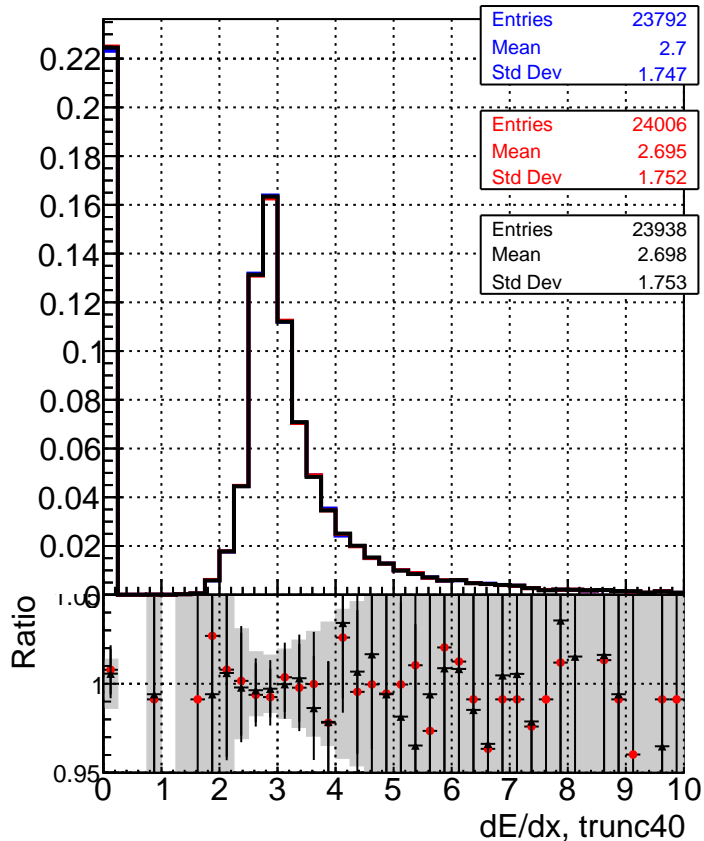 Entries 23792
Mean 2.7
Std Dev 1.747
Entries 24006
Mean 2.695
Std Dev 1.752
Entries 23938
Mean 2.698
Std Dev 1.753
0.22
0.2
0.18
0.16
0.14
0.12
0.1
0.08
0.06
0.04
0.02
0
1.05
1
0.95
Ratio
0 1 2 3 4 5 6 7 8 9 10
dE/dx, trunc40